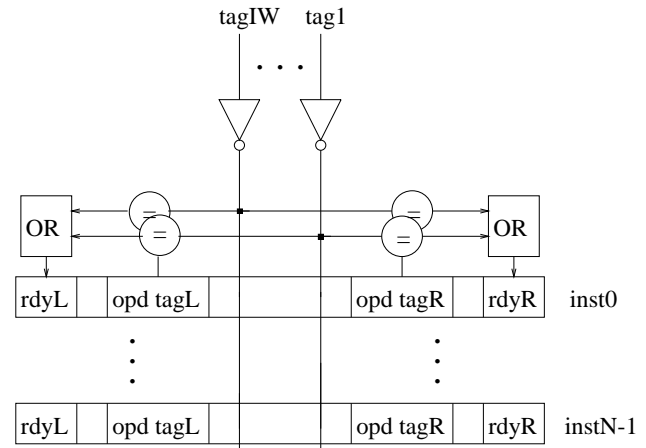 tagIW tag1
. . .
= =
OR = = OR
rdyL opd tagL opd tagR rdyR inst0
rdyL opd tagL opd tagR rdyR instN-1